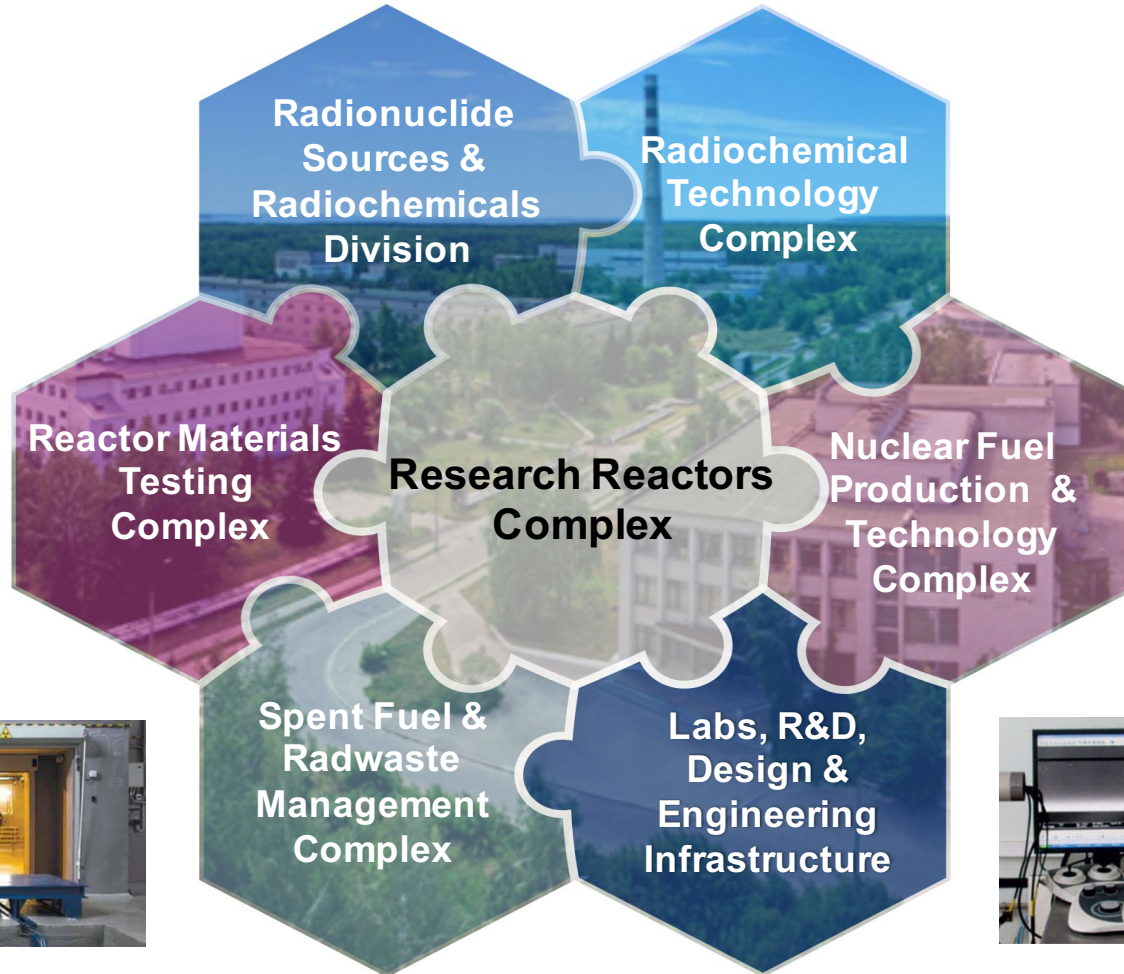 Radionuclide
Sources &
Radiochemicals
Division
Radiochemical
Technology
Complex
Reactor Materials
Testing
Complex
Research Reactors
Complex
Nuclear Fuel
Production &
Technology
Complex
Spent Fuel &
Radwaste
Management
Complex
Labs, R&D,
Design &
Engineering
Infrastructure